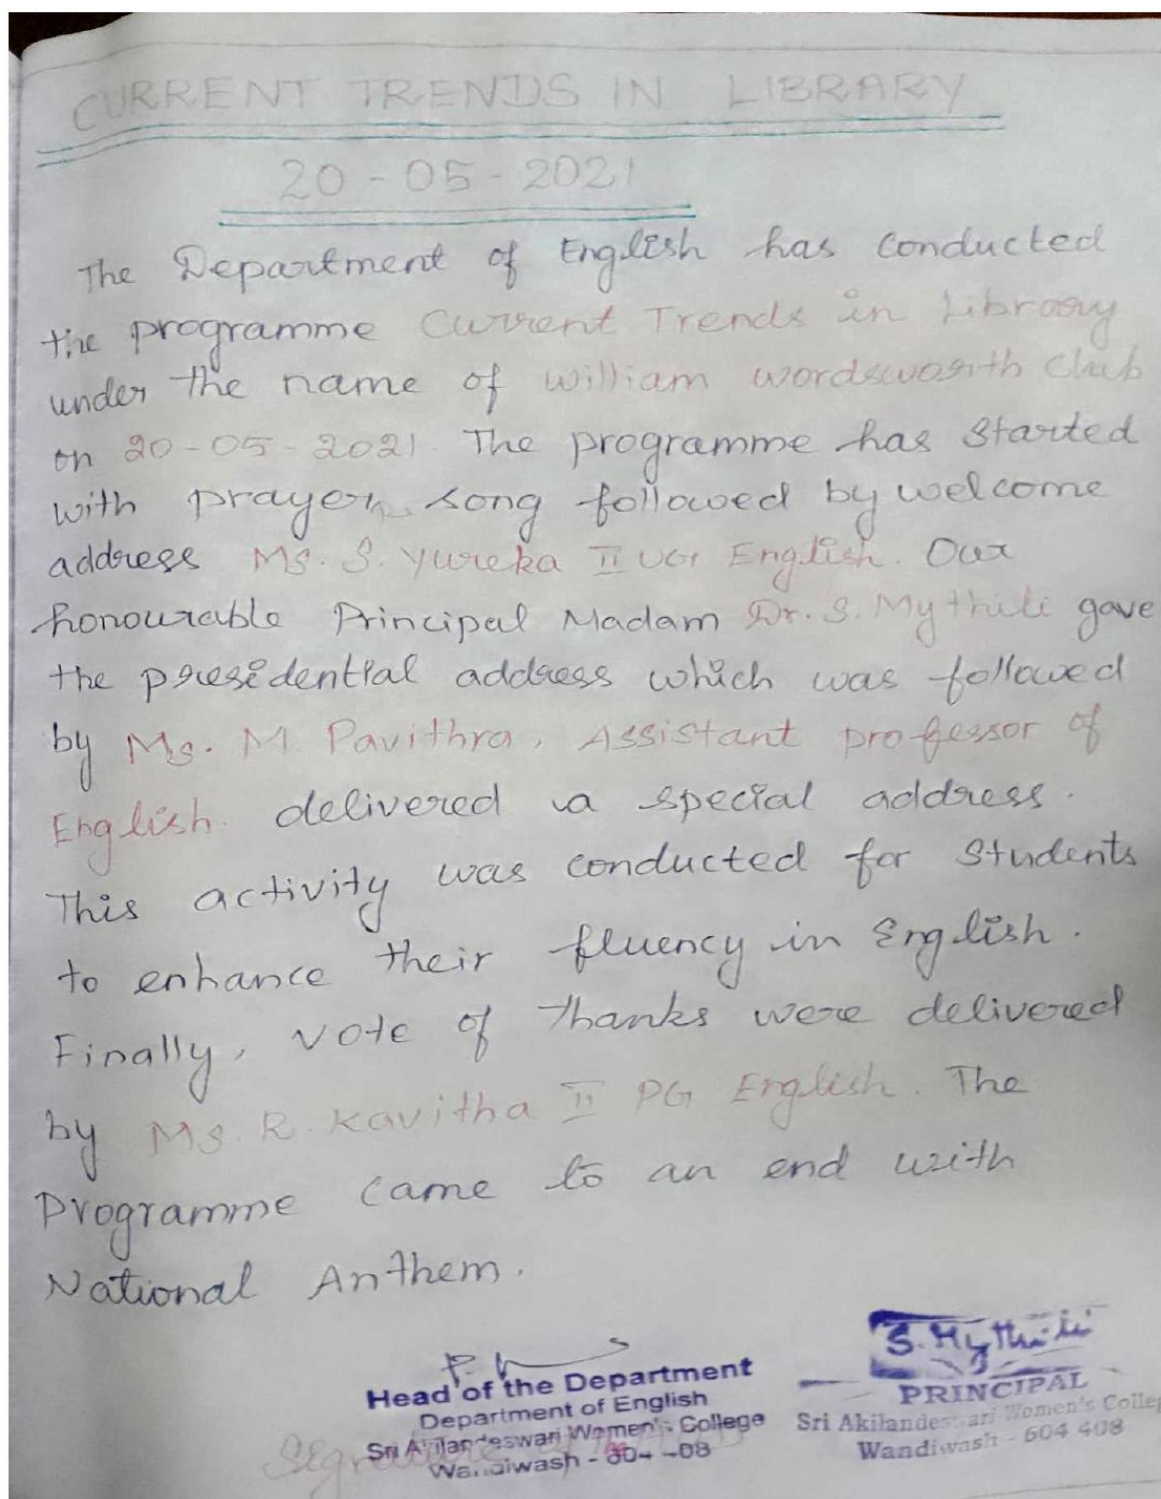 CURRENT TRENDS IN LIBRARY
20-05-2021
The Department of English has conducted
the programme Current Trends in Library
under the name of William Wordsworth Club
on 20-05-2021. The programme has started
with prayer song followed by welcome
address Ms. S. Yureka II UG English. Our
honourable Principal Madam Dr. S. Mythili gave
the presidential address which was followed
by Ms. M. Pavithra, Assistant professor of
English. delivered a special address.
This activity was conducted for Students
to enhance their fluency in English.
Finally, vote of thanks were delivered
by Ms. R. Kavitha II PG English. The
Programme came to an end with
National Anthem.
S. Mythili
Head of the Department
PRINCIPAL
Department of English
Sri Akilandeswari Women's College
Sri Akilandeswari Women's Colleg
Wandiwash - 604 408
Wandiwash - 604 408